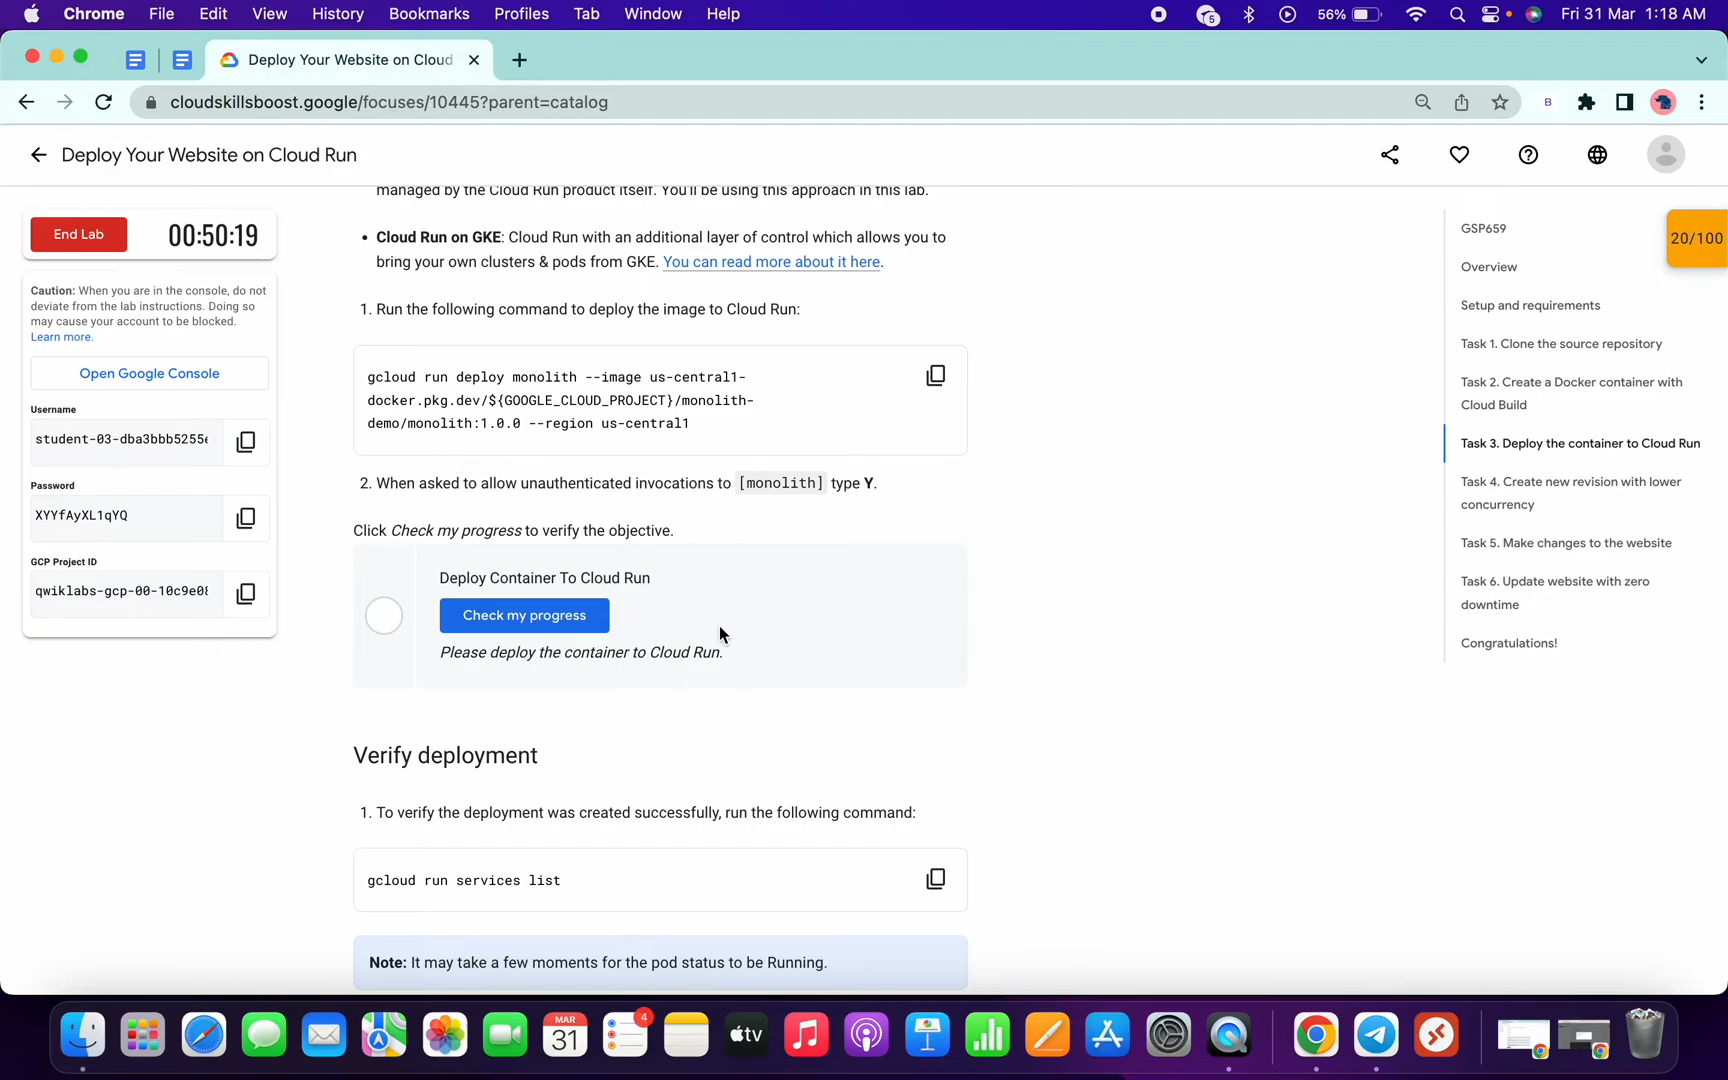 Chrome File Edit View History Bookmarks Profiles Tab Window Help 5 56% Fri 31 Mar 1:18 AM
Deploy Your Website on Cloud
cloudskillsboost.google/focuses/10445?parent=catalog B
Deploy Your Website on Cloud Run
End Lab 00:50:19
Caution: When you are in the console, do not
deviate from the lab instructions. Doing so
may cause your account to be blocked.
Learn more.
Open Google Console
Username
student-03-dba3bbb5255e
Password
XYYfAyXL1qYQ
GCP Project ID
qwiklabs-gcp-00-10c9e08
managed by the Cloud Run product itself. You'll be using this approach in this lab.
• Cloud Run on GKE: Cloud Run with an additional layer of control which allows you to
bring your own clusters & pods from GKE. You can read more about it here.
1. Run the following command to deploy the image to Cloud Run:
gcloud run deploy monolith --image us-central1-
docker.pkg.dev/${GOOGLE_CLOUD_PROJECT}/monolith-
demo/monolith:1.0.0 --region us-central1
2. When asked to allow unauthenticated invocations to [monolith] type Y.
Click Check my progress to verify the objective.
Deploy Container To Cloud Run
Check my progress
Please deploy the container to Cloud Run.
Verify deployment
1. To verify the deployment was created successfully, run the following command:
gcloud run services list
Note: It may take a few moments for the pod status to be Running.
GSP659
20/100
Overview
Setup and requirements
Task 1. Clone the source repository
Task 2. Create a Docker container with
Cloud Build
Task 3. Deploy the container to Cloud Run
Task 4. Create new revision with lower
concurrency
Task 5. Make changes to the website
Task 6. Update website with zero
downtime
Congratulations!
MAR
31
4
tv